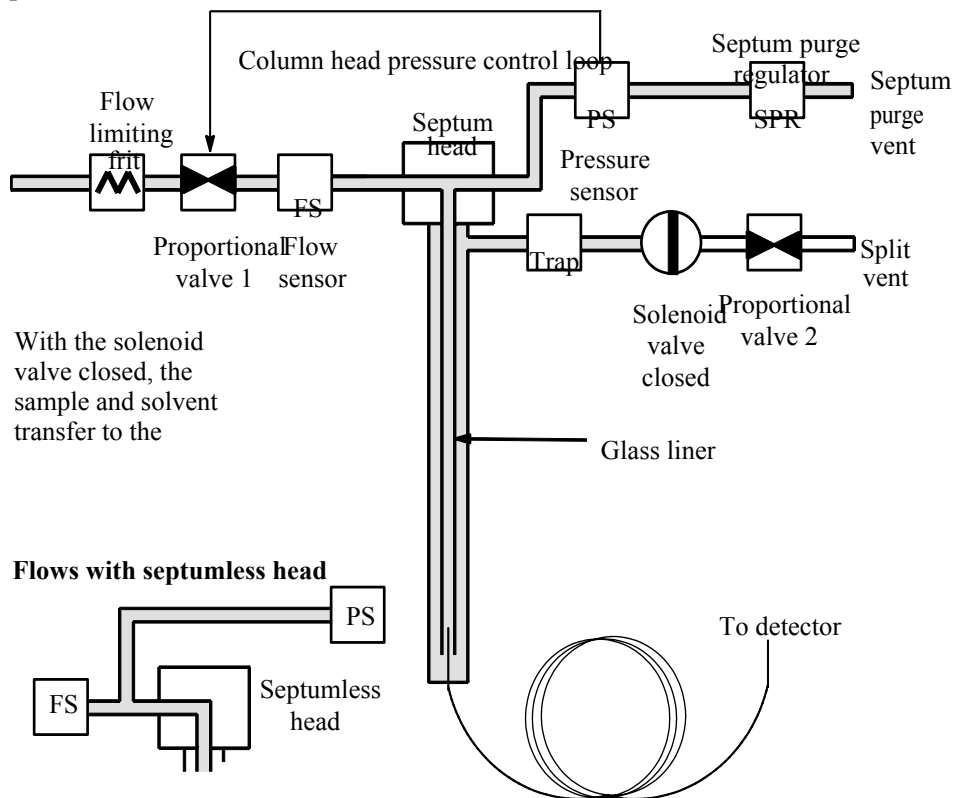 Column head pressure control loop
Septum purge
regulator
Septum
purge
vent
Flow
limiting
frit
Septum
head
PS
SPR
Pressure
sensor
FS
Proportional
valve 1
Flow
sensor
Trap
Split
vent
Solenoid
valve
closed
Proportional
valve 2
With the solenoid
valve closed, the
sample and solvent
transfer to the
Glass liner
Flows with septumless head
PS
To detector
FS
Septumless
head